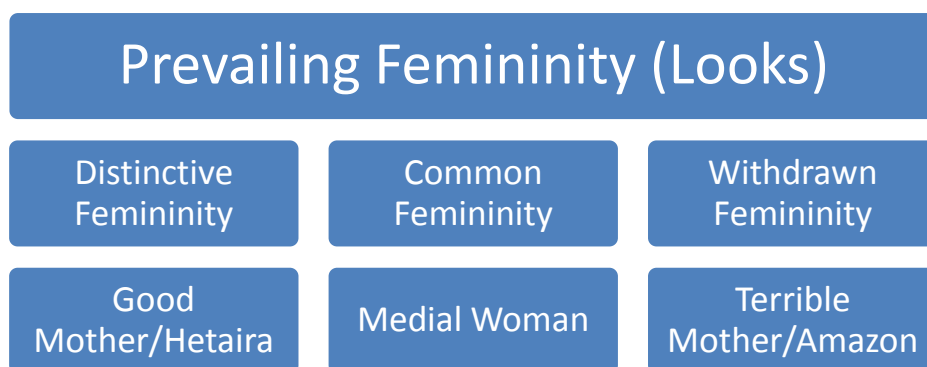 Prevailing Femininity (Looks)
Distinctive
Femininity
Common
Femininity
Withdrawn
Femininity
Good
Mother/Hetaira
Medial Woman
Terrible
Mother/Amazon